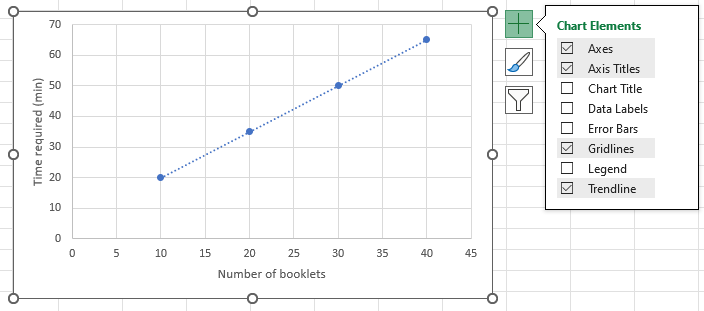 70
60
50
40
30
20
10
0
Time required (min)
0 5 10 15 20 25 30 35 40 45
Number of booklets
Chart Elements
Axes
Axis Titles
Chart Title
Data Labels
Error Bars
Gridlines
Legend
Trendline